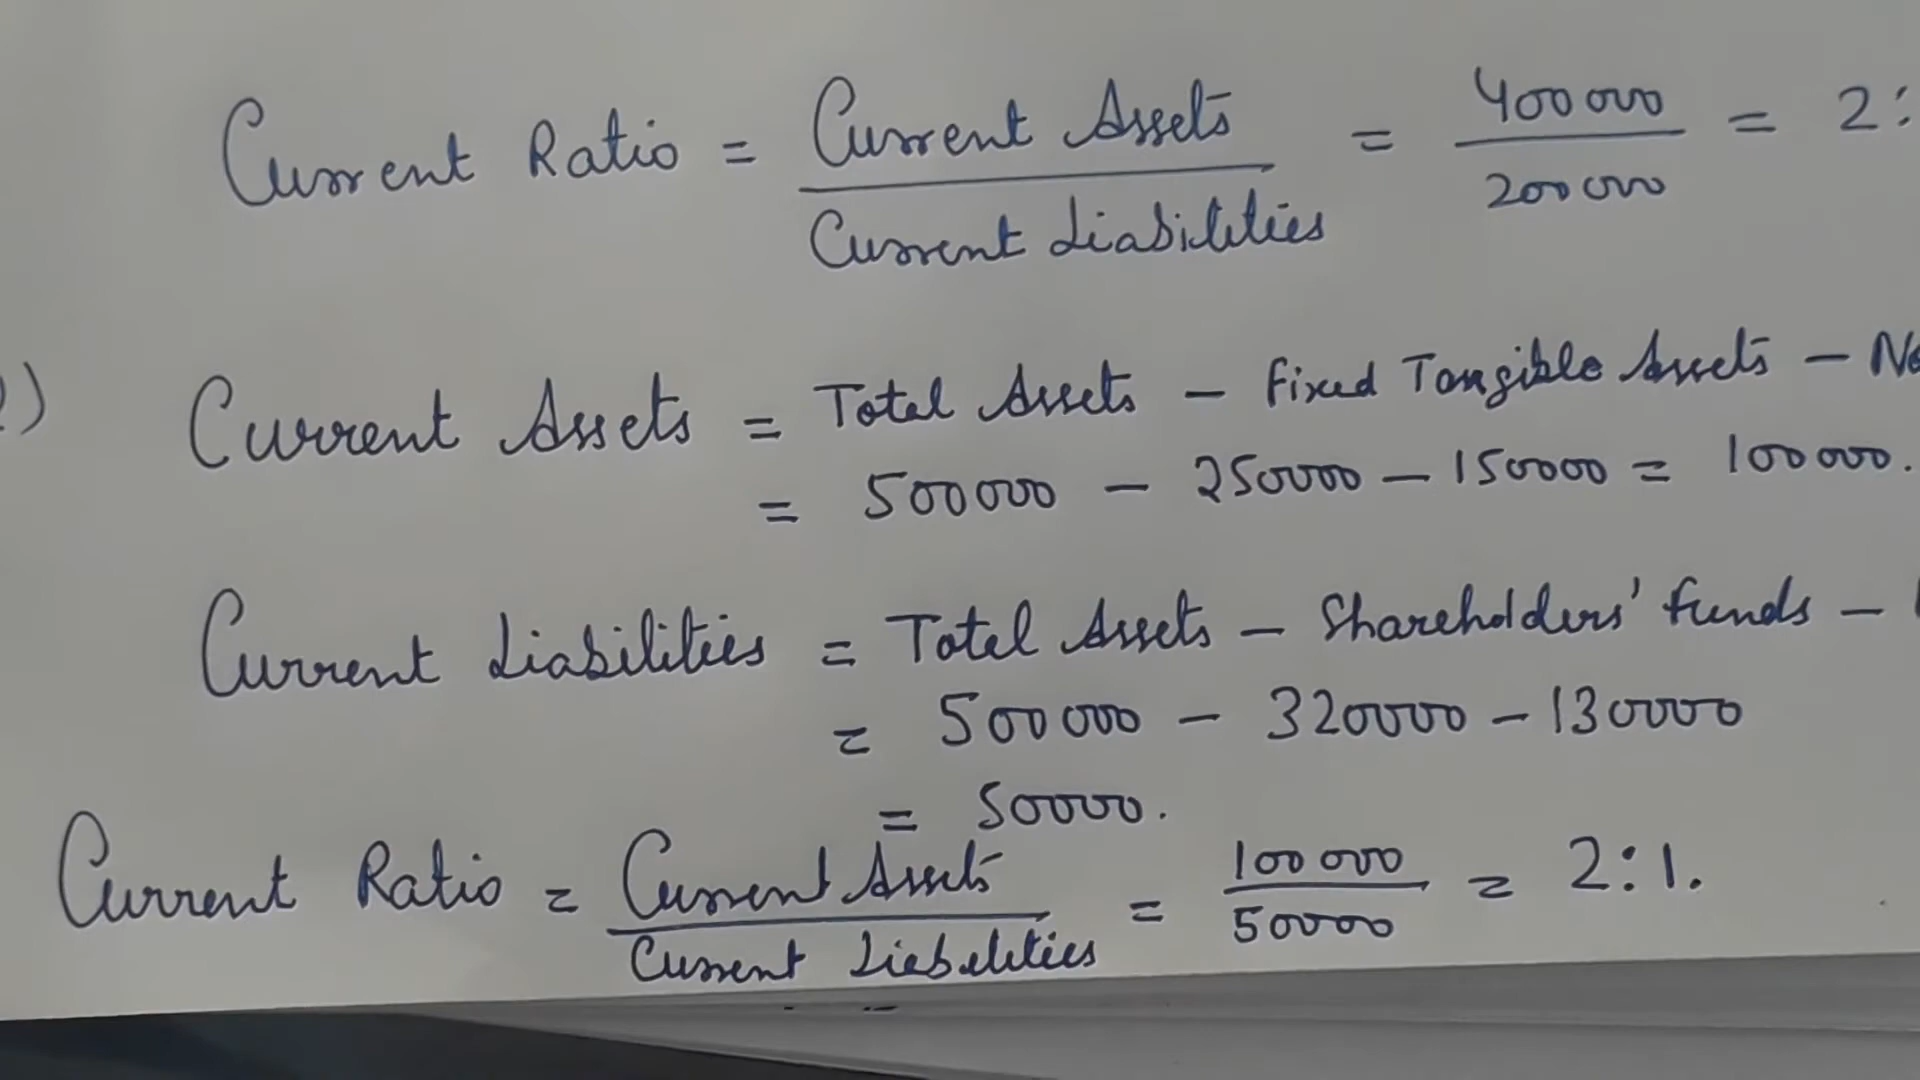 Current Ratio = Current Assets / Current Liabilities = 400000 / 200000 = 2:
2) Current Assets = Total Assets - Fixed Tangible Assets -
= 500000 - 250000 - 150000 = 100000.
Current Liabilities = Total Assets - Shareholders' Funds -
= 500000 - 320000 - 130000
= 50000.
Current Ratio = Current Assets / Current Liabilities = 100000 / 50000 = 2:1.